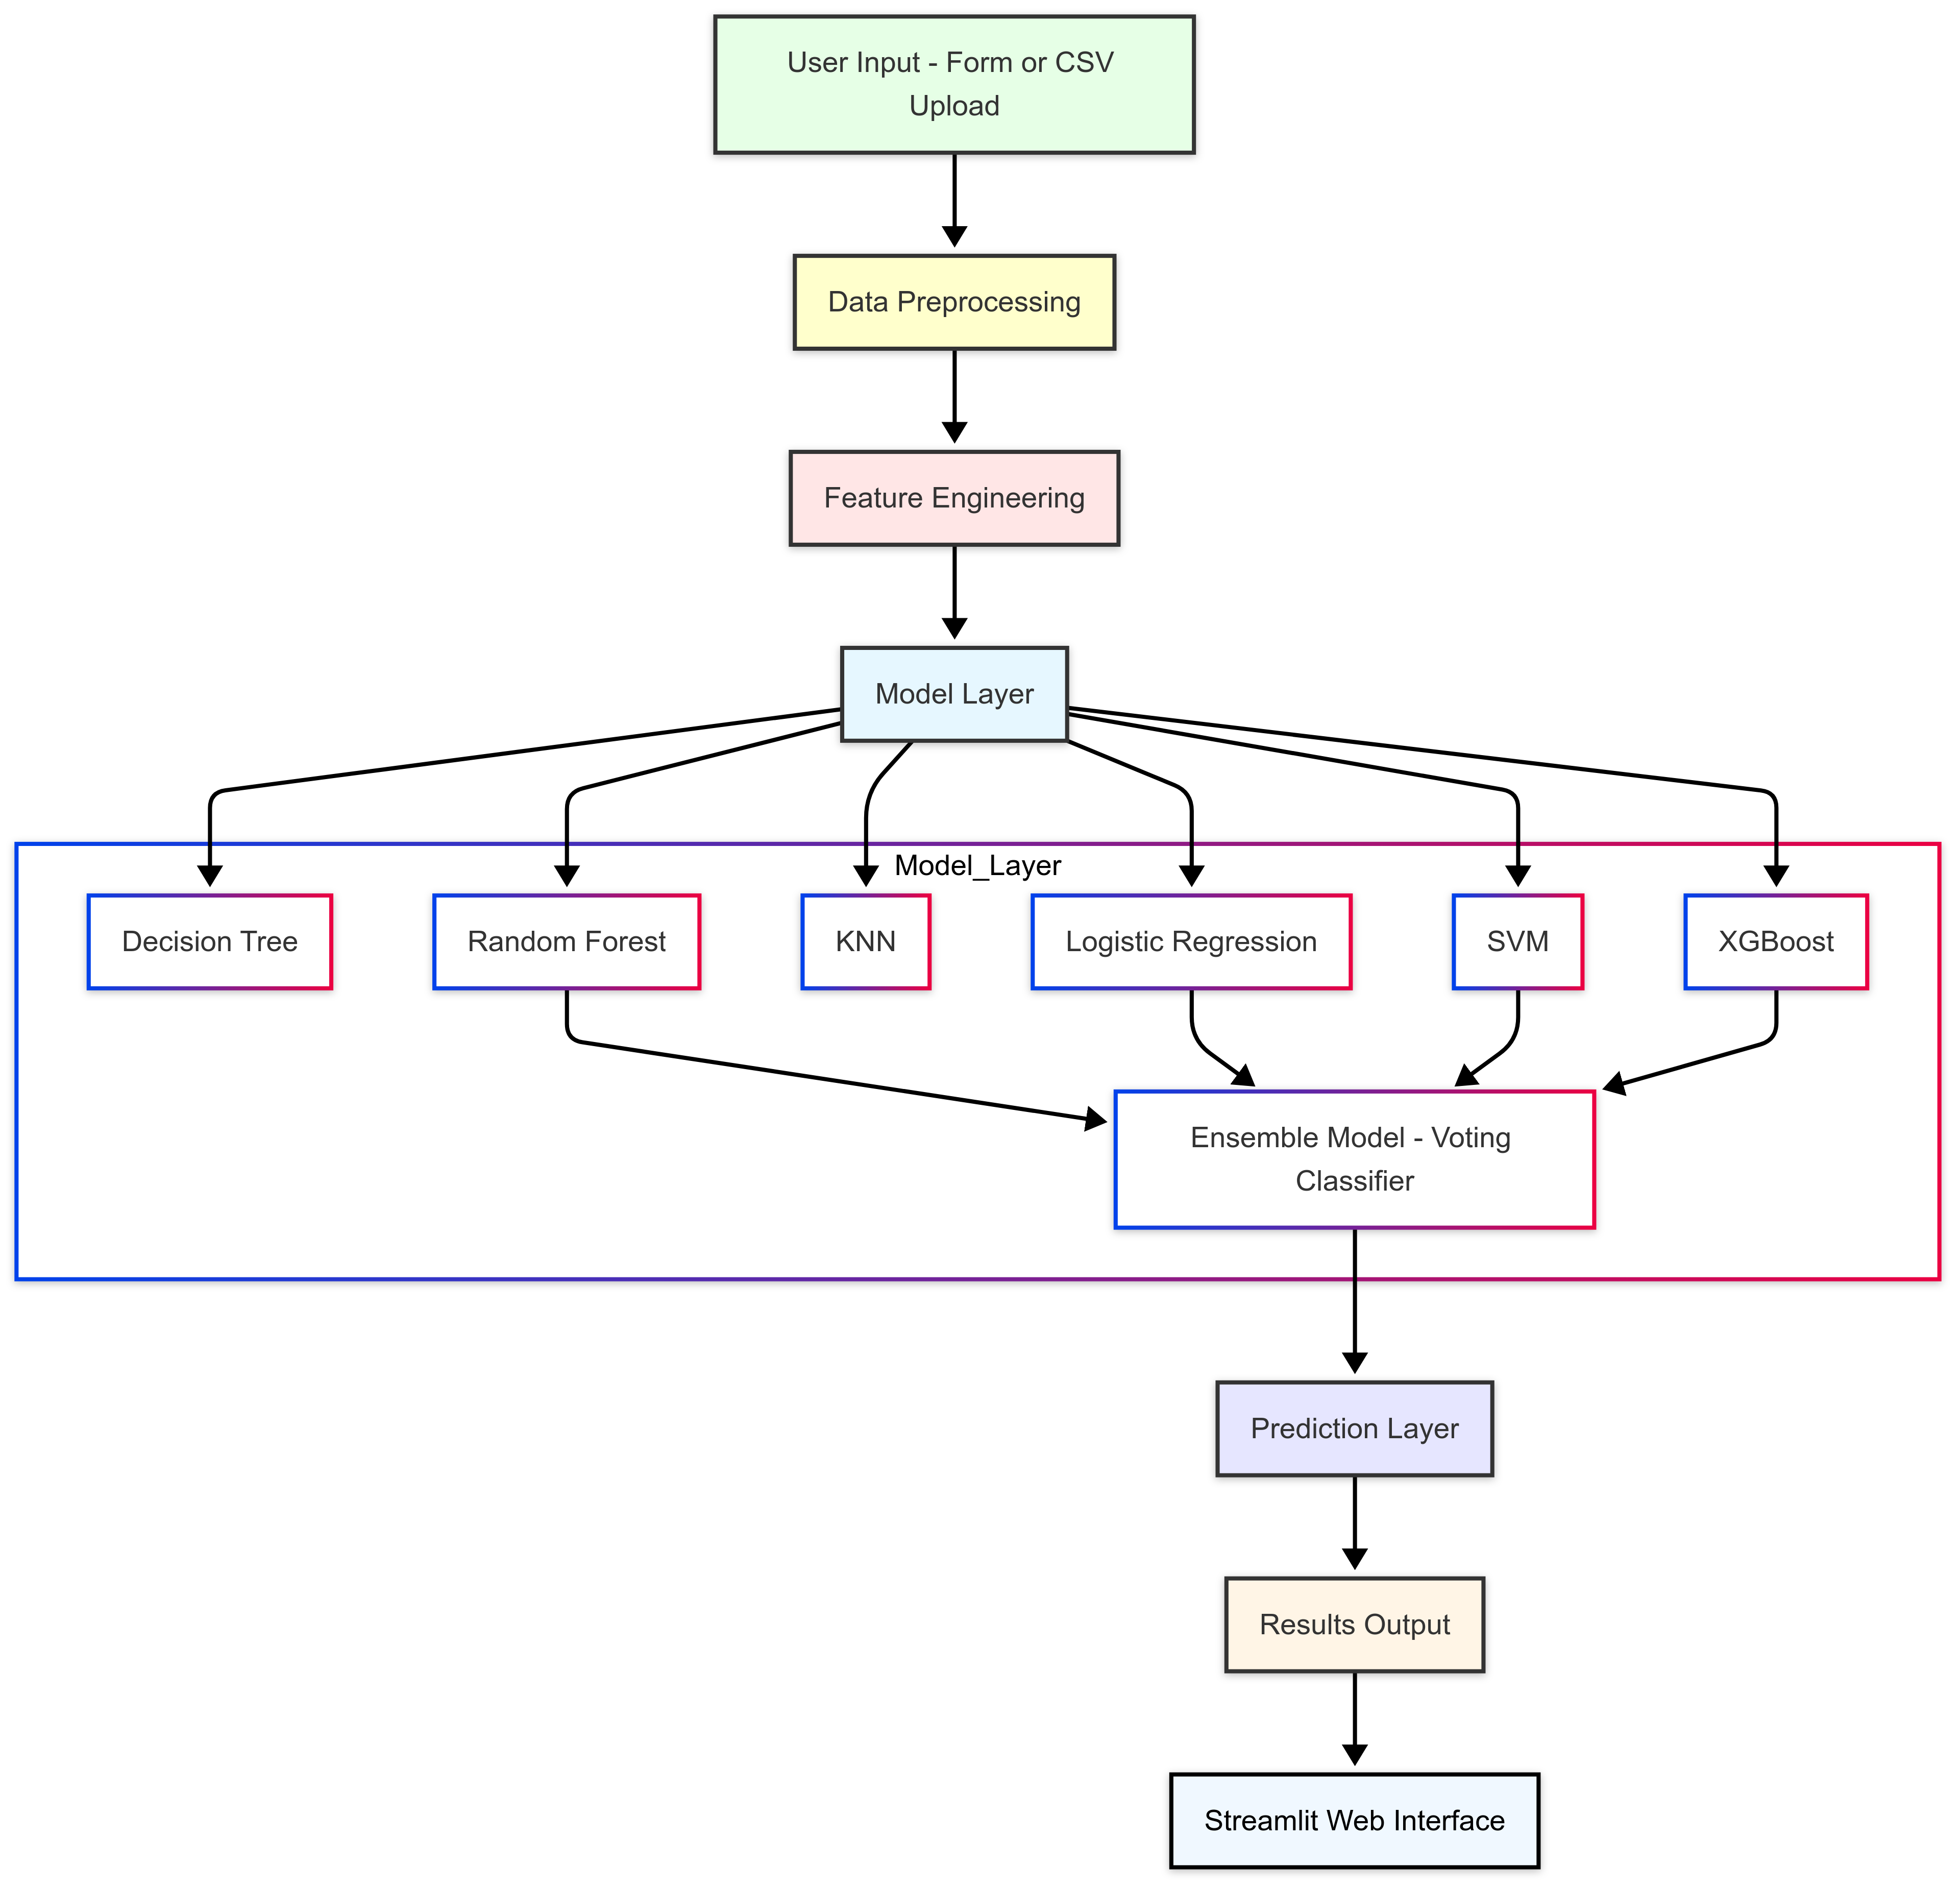 User Input - Form or CSV
Upload
Data Preprocessing
Feature Engineering
Model Layer
Model_Layer
Decision Tree
Random Forest
KNN
Logistic Regression
SVM
XGBoost
Ensemble Model - Voting
Classifier
Prediction Layer
Results Output
Streamlit Web Interface